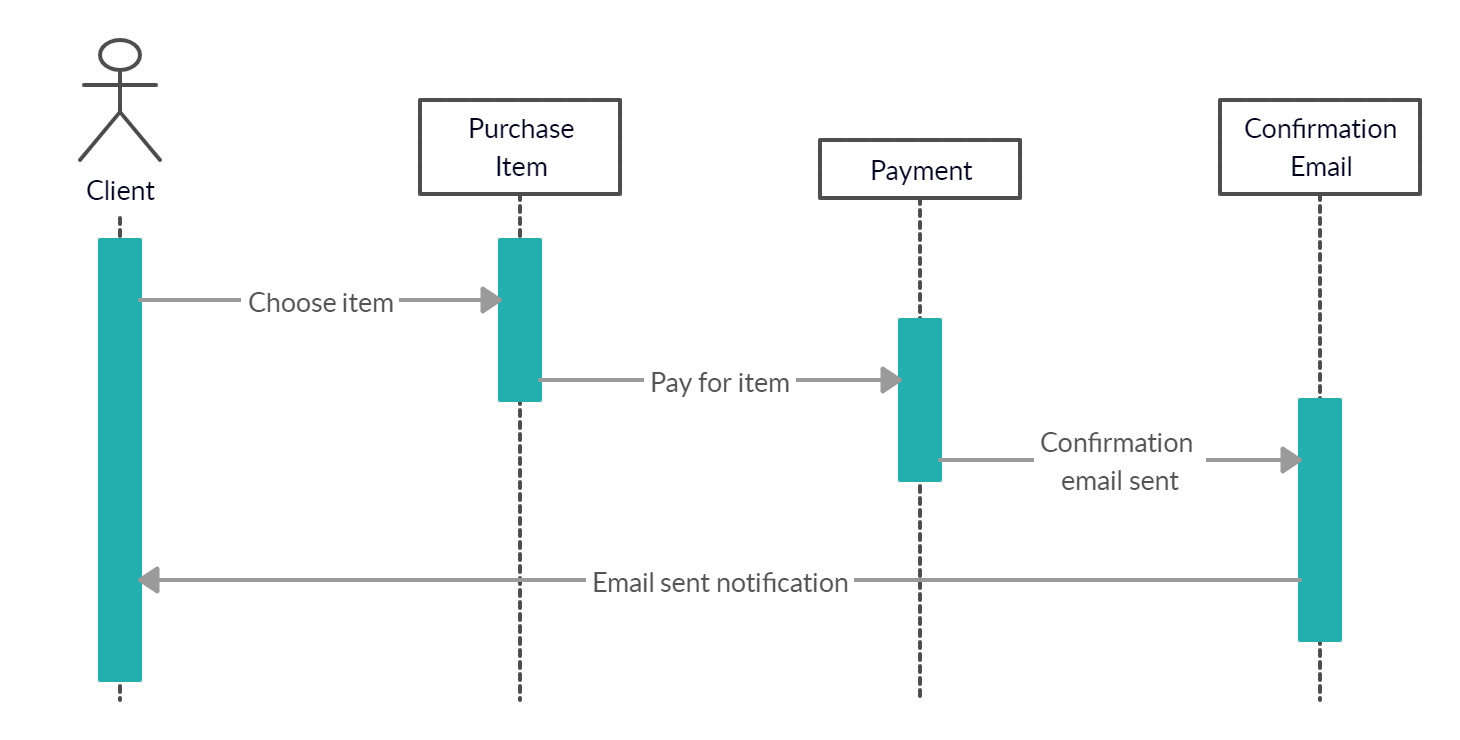 Client
Purchase
Item
Payment
Confirmation
Email
Choose item
Pay for item
Confirmation
email sent
Email sent notification